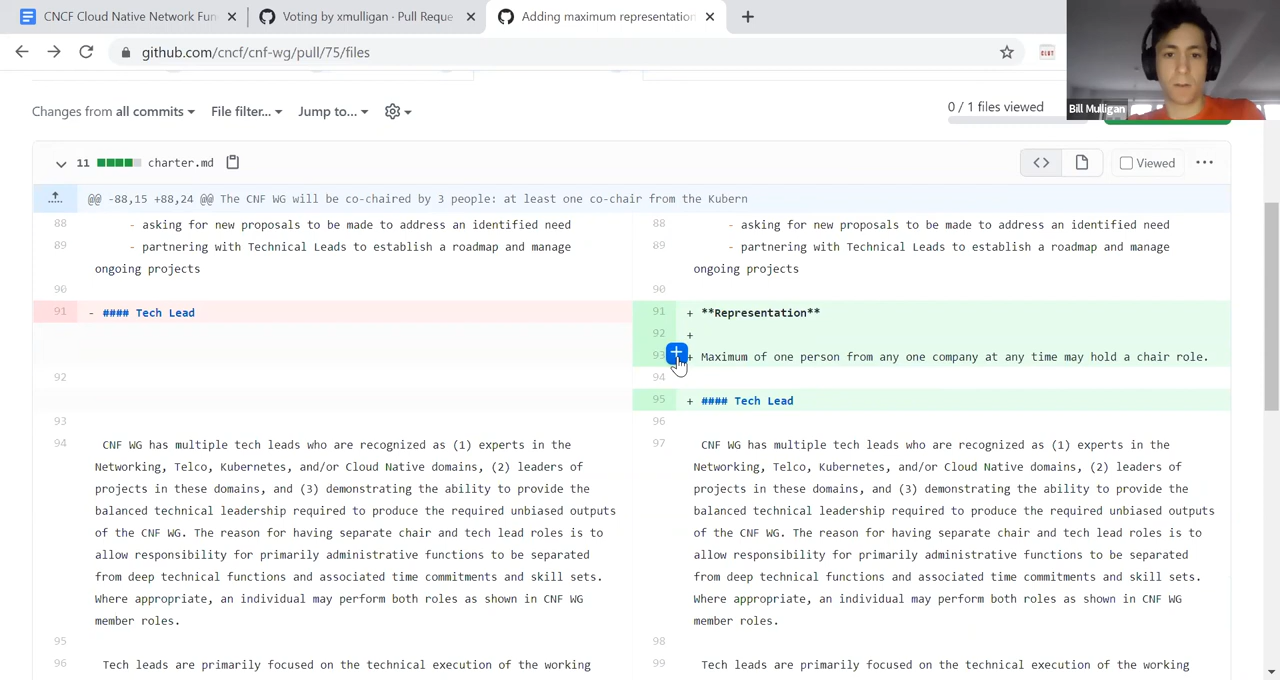 CNCF Cloud Native Network Fun
Voting by xmulligan · Pull Reque
Adding maximum representation
github.com/cncf/cnf-wg/pull/75/files
CLST
Bill Mulligan
Changes from all commits
File filter...
Jump to...
0 / 1 files viewed
11 charter.md
Viewed
@@ -88,15 +88,24 @@ The CNF WG will be co-chaired by 3 people: at least one co-chair from the Kubern
88 - asking for new proposals to be made to address an identified need
89 - partnering with Technical Leads to establish a roadmap and manage
ongoing projects
90
91 - #### Tech Lead
92
93
94 CNF WG has multiple tech leads who are recognized as (1) experts in the
Networking, Telco, Kubernetes, and/or Cloud Native domains, (2) leaders of
projects in these domains, and (3) demonstrating the ability to provide the
balanced technical leadership required to produce the required unbiased outputs
of the CNF WG. The reason for having separate chair and tech lead roles is to
allow responsibility for primarily administrative functions to be separated
from deep technical functions and associated time commitments and skill sets.
Where appropriate, an individual may perform both roles as shown in CNF WG
member roles.
95
96 Tech leads are primarily focused on the technical execution of the working
88 - asking for new proposals to be made to address an identified need
89 - partnering with Technical Leads to establish a roadmap and manage
ongoing projects
90
91 + **Representation**
92 +
93 + Maximum of one person from any one company at any time may hold a chair role.
94
95 + #### Tech Lead
96
97 CNF WG has multiple tech leads who are recognized as (1) experts in the
Networking, Telco, Kubernetes, and/or Cloud Native domains, (2) leaders of
projects in these domains, and (3) demonstrating the ability to provide the
balanced technical leadership required to produce the required unbiased outputs
of the CNF WG. The reason for having separate chair and tech lead roles is to
allow responsibility for primarily administrative functions to be separated
from deep technical functions and associated time commitments and skill sets.
Where appropriate, an individual may perform both roles as shown in CNF WG
member roles.
98
99 Tech leads are primarily focused on the technical execution of the working